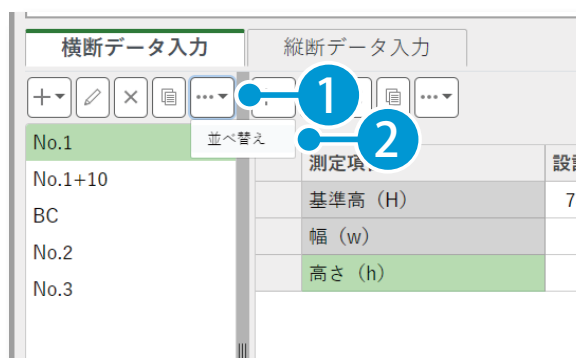 横断データ入力
縦断データ入力
1
並べ替え
2
No.1
No.1+10
BC
No.2
No.3
測定項
基準高（H）
7
幅（w）
高さ（h）